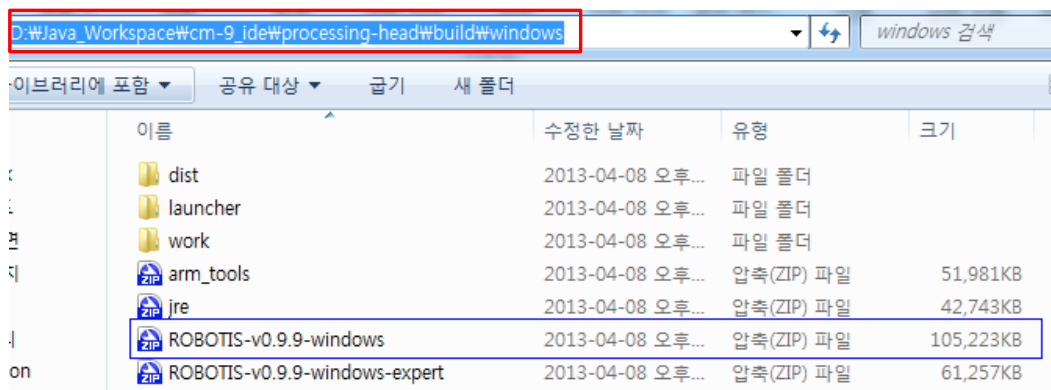 D:₩Java_Workspace₩cm-9_ide₩processing-head₩build₩windows windows 검색
이브러리에 포함 공유 대상 굽기 새 폴더
이름 수정한 날짜 유형 크기
dist 2013-04-08 오후... 파일 폴더
launcher 2013-04-08 오후... 파일 폴더
work 2013-04-08 오후... 파일 폴더
arm_tools 2013-04-08 오후... 압축(ZIP) 파일 51,981KB
jre 2013-04-08 오후... 압축(ZIP) 파일 42,743KB
ROBOTIS-v0.9.9-windows 2013-04-08 오후... 압축(ZIP) 파일 105,223KB
on ROBOTIS-v0.9.9-windows-expert 2013-04-08 오후... 압축(ZIP) 파일 61,257KB